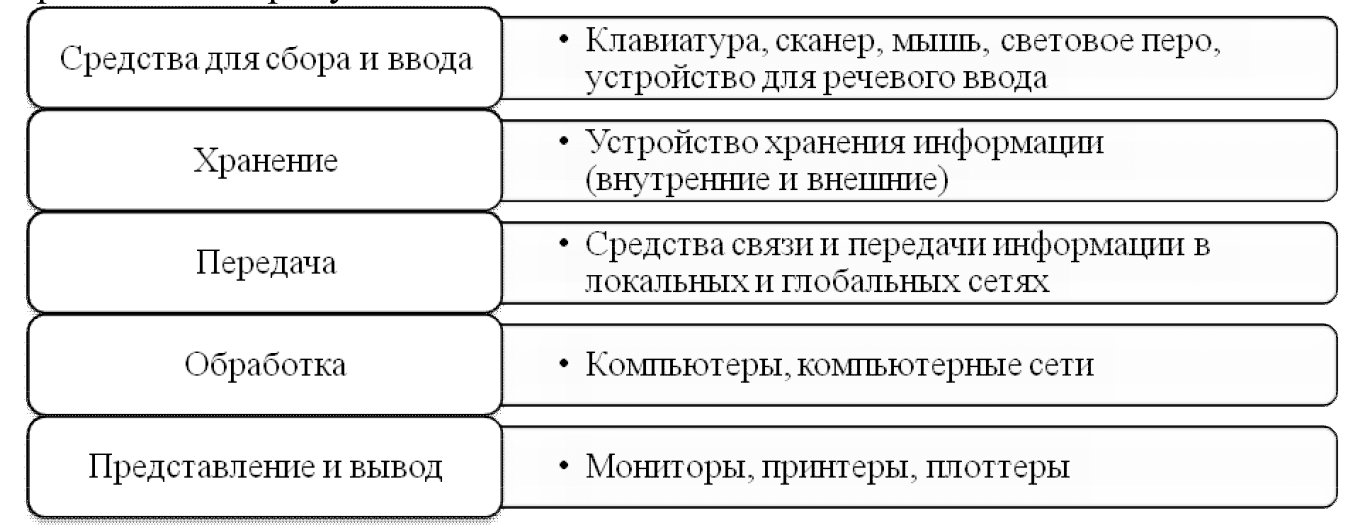 Средства для сбора и ввода
• Клавиатура, сканер, мышь, световое перо,
устройство для речевого ввода
Хранение
• Устройство хранения информации
(внутренние и внешние)
Передача
• Средства связи и передачи информации в
локальных и глобальных сетях
Обработка
• Компьютеры, компьютерные сети
Представление и вывод
• Мониторы, принтеры, плоттеры